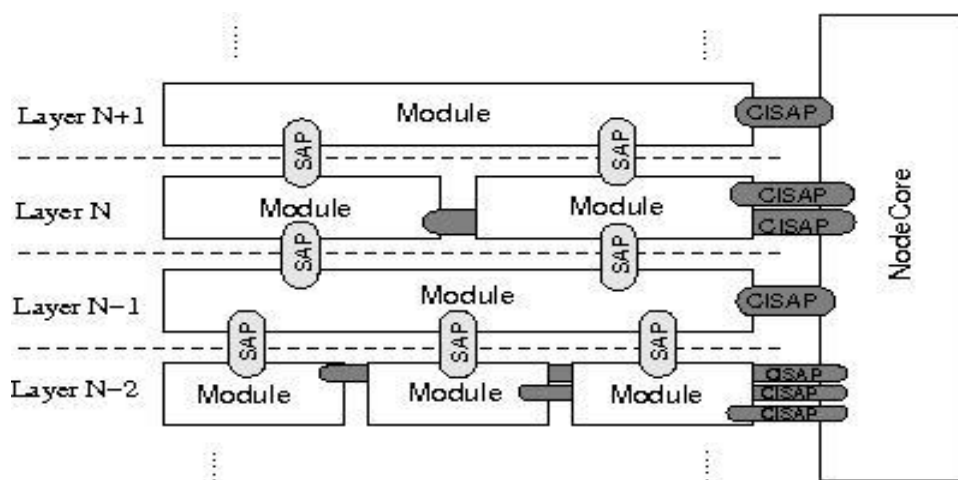 Layer N+1
Module
CISAP
SAP
SAP
Layer N
Module
Module
CISAP
CISAP
SAP
SAP
Layer N-1
Module
CISAP
SAP
SAP
SAP
Layer N-2
Module
Module
Module
CISAP
CISAP
CISAP
NodeCore